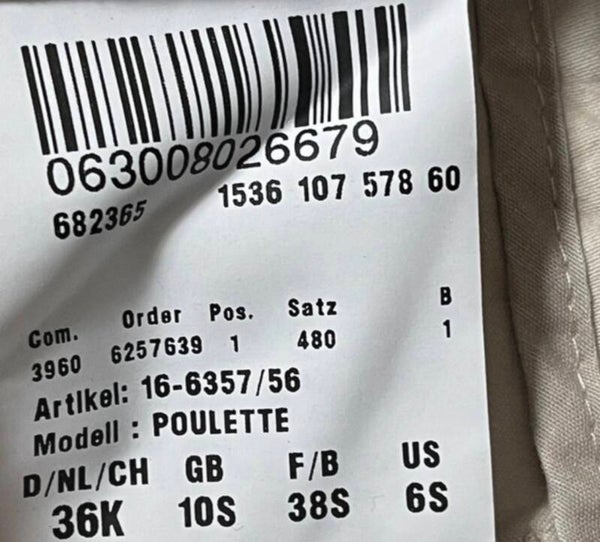 063008026679
682365 1536 107 578 60
Com. Order Pos. Satz B
3960 6257639 1 480 1
Artikel: 16-6357/56
Modell : POULETTE
D/NL/CH GB F/B US
36K 10S 38S 6S